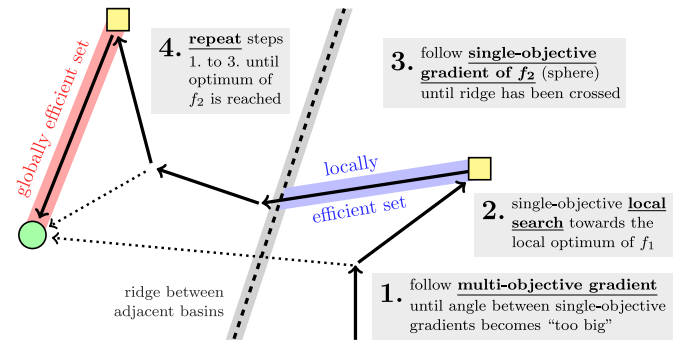 4. repeat steps
1. to 3. until
optimum of
f₂ is reached
3. follow single-objective
gradient of f₂ (sphere)
until ridge has been crossed
globally efficient set
locally
efficient set
2. single-objective local
search towards the
local optimum of f₁
ridge between
adjacent basins
1. follow multi-objective gradient
until angle between single-objective
gradients becomes “too big”